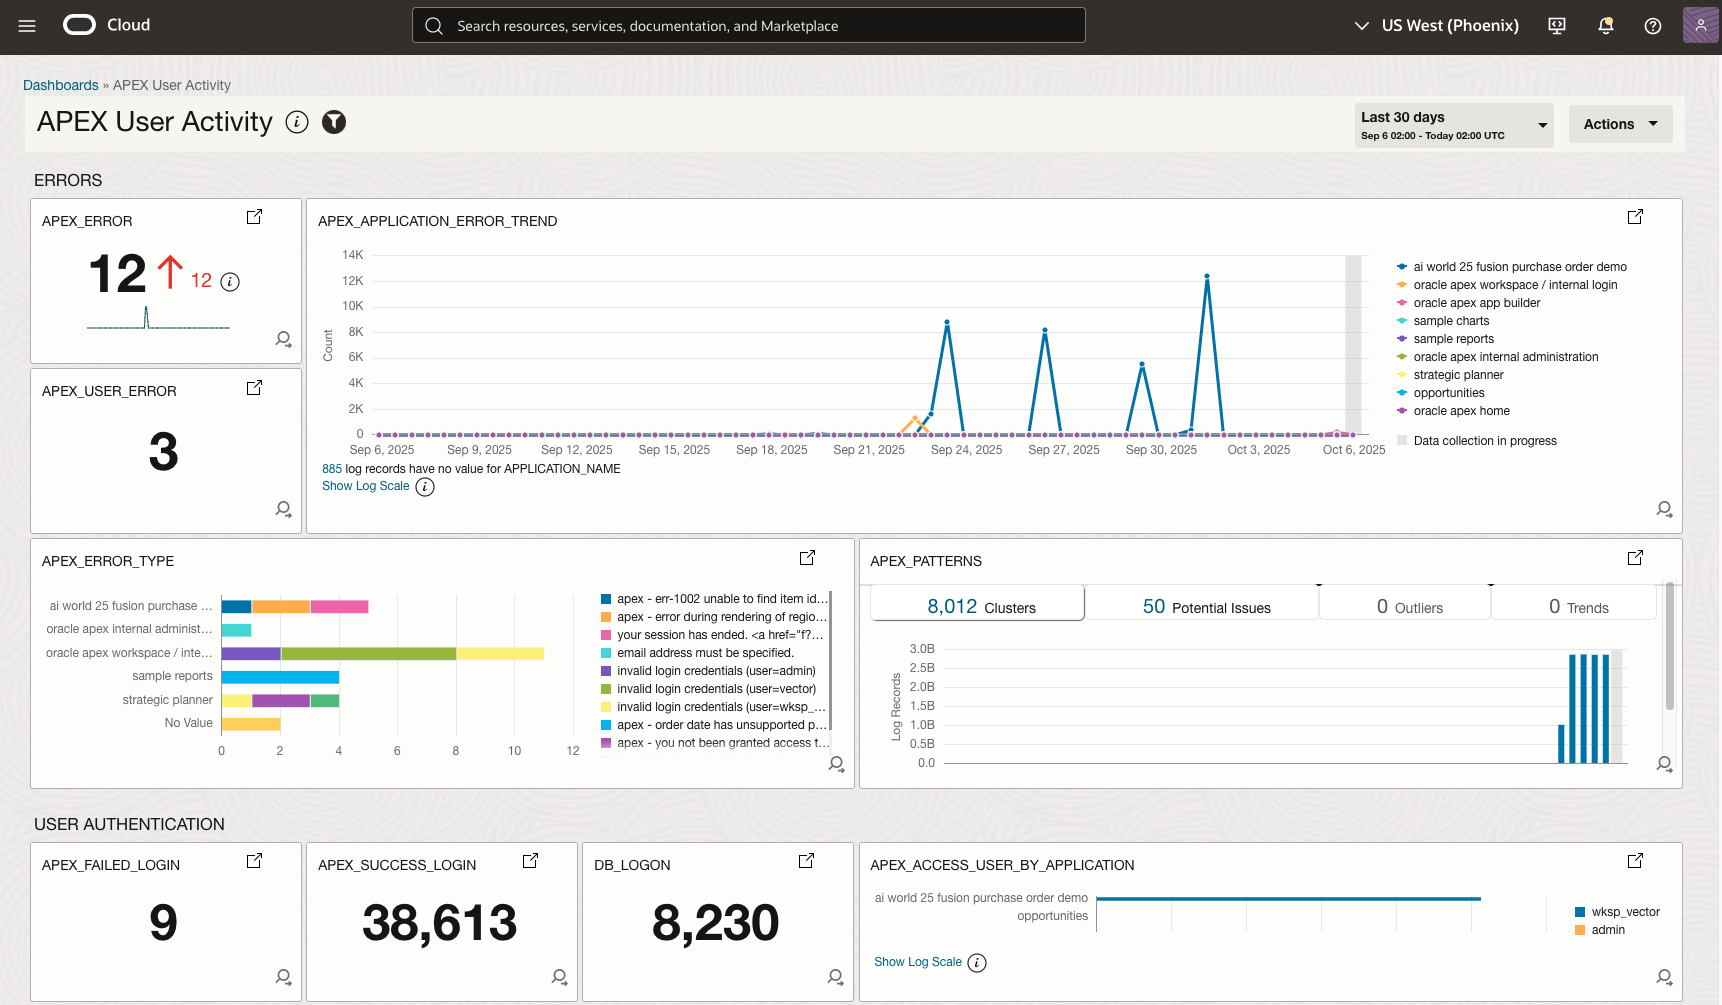 Cloud
Search resources, services, documentation, and Marketplace
US West (Phoenix)
Dashboards » APEX User Activity
APEX User Activity
Last 30 days
Sep 6 02:00 - Today 02:00 UTC
Actions
ERRORS
APEX_ERROR
12
12
APEX_USER_ERROR
3
APEX_APPLICATION_ERROR_TREND
Count
14K
12K
10K
8K
6K
4K
2K
0
Sep 6, 2025
Sep 9, 2025
Sep 12, 2025
Sep 15, 2025
Sep 18, 2025
Sep 21, 2025
Sep 24, 2025
Sep 27, 2025
Sep 30, 2025
Oct 3, 2025
Oct 6, 2025
ai world 25 fusion purchase order demo
oracle apex workspace / internal login
oracle apex app builder
sample charts
sample reports
oracle apex internal administration
strategic planner
opportunities
oracle apex home
Data collection in progress
885 log records have no value for APPLICATION_NAME
Show Log Scale
APEX_ERROR_TYPE
ai world 25 fusion purchase ...
oracle apex internal administ...
oracle apex workspace / inte...
sample reports
strategic planner
No Value
0
2
4
6
8
10
12
apex - err-1002 unable to find item id...
apex - error during rendering of regio...
your session has ended. <a href="f?...
email address must be specified.
invalid login credentials (user=admin)
invalid login credentials (user=vector)
invalid login credentials (user=wksp_...
apex - order date has unsupported p...
apex - you not been granted access t...
APEX_PATTERNS
8,012 Clusters
50 Potential Issues
0 Outliers
0 Trends
Log Records
3.0B
2.5B
2.0B
1.5B
1.0B
0.5B
0.0
USER AUTHENTICATION
APEX_FAILED_LOGIN
9
APEX_SUCCESS_LOGIN
38,613
DB_LOGON
8,230
APEX_ACCESS_USER_BY_APPLICATION
ai world 25 fusion purchase order demo
opportunities
wksp_vector
admin
Show Log Scale